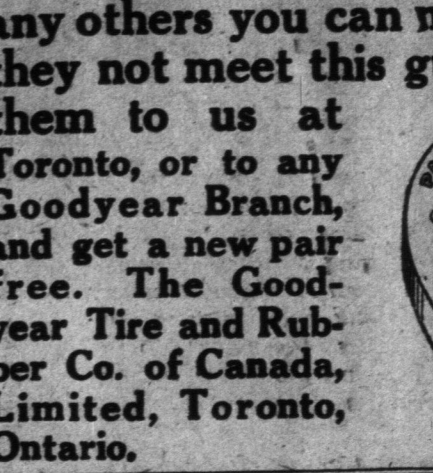 any others you can
they not meet this
them to us at
Toronto, or to any
Goodyear Branch,
and get a new pair
free. The Good-
year Tire and Rub-
ber Co. of Canada,
Limited, Toronto,
Ontario.